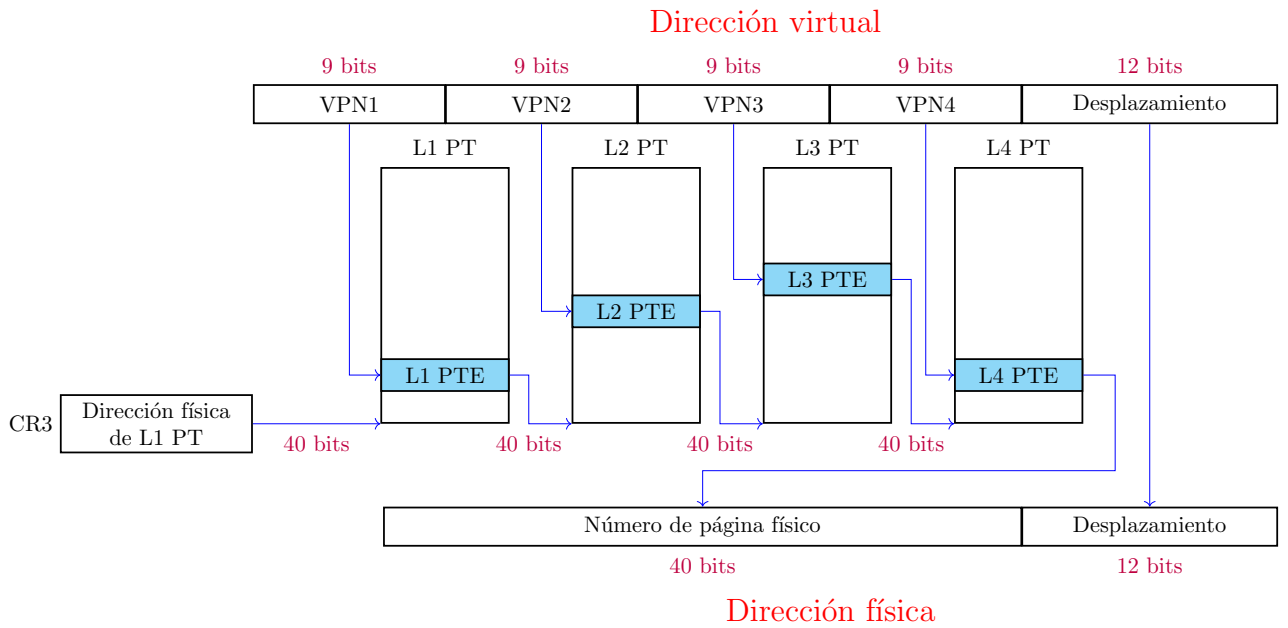 Dirección virtual
9 bits 9 bits 9 bits 9 bits 12 bits
VPN1 VPN2 VPN3 VPN4 Desplazamiento
L1 PT L2 PT L3 PT L4 PT
L3 PTE
L2 PTE
L1 PTE L4 PTE
CR3 Dirección física
de L1 PT
40 bits 40 bits 40 bits 40 bits
Número de página físico Desplazamiento
40 bits 12 bits
Dirección física